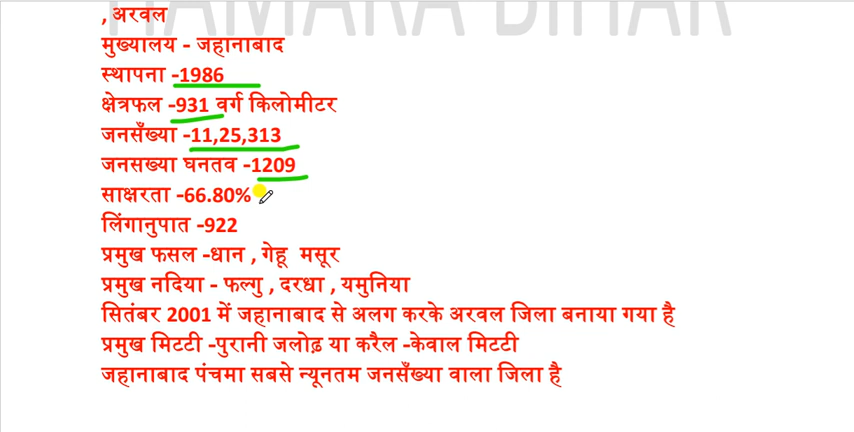 HAMARA BIHAR
, अरवल
मुख्यालय - जहानाबाद
स्थापना -1986
क्षेत्रफल -931 वर्ग किलोमीटर
जनसँख्या -11,25,313
जनसख्या घनतव -1209
साक्षरता -66.80%
लिंगानुपात -922
प्रमुख फसल -धान , गेहू मसूर
प्रमुख नदिया - फल्गु , दरधा , यमुनिया
सितंबर 2001 में जहानाबाद से अलग करके अरवल जिला बनाया गया है
प्रमुख मिटटी -पुरानी जलोढ़ या करैल -केवाल मिटटी
जहानाबाद पंचमा सबसे न्यूनतम जनसँख्या वाला जिला है